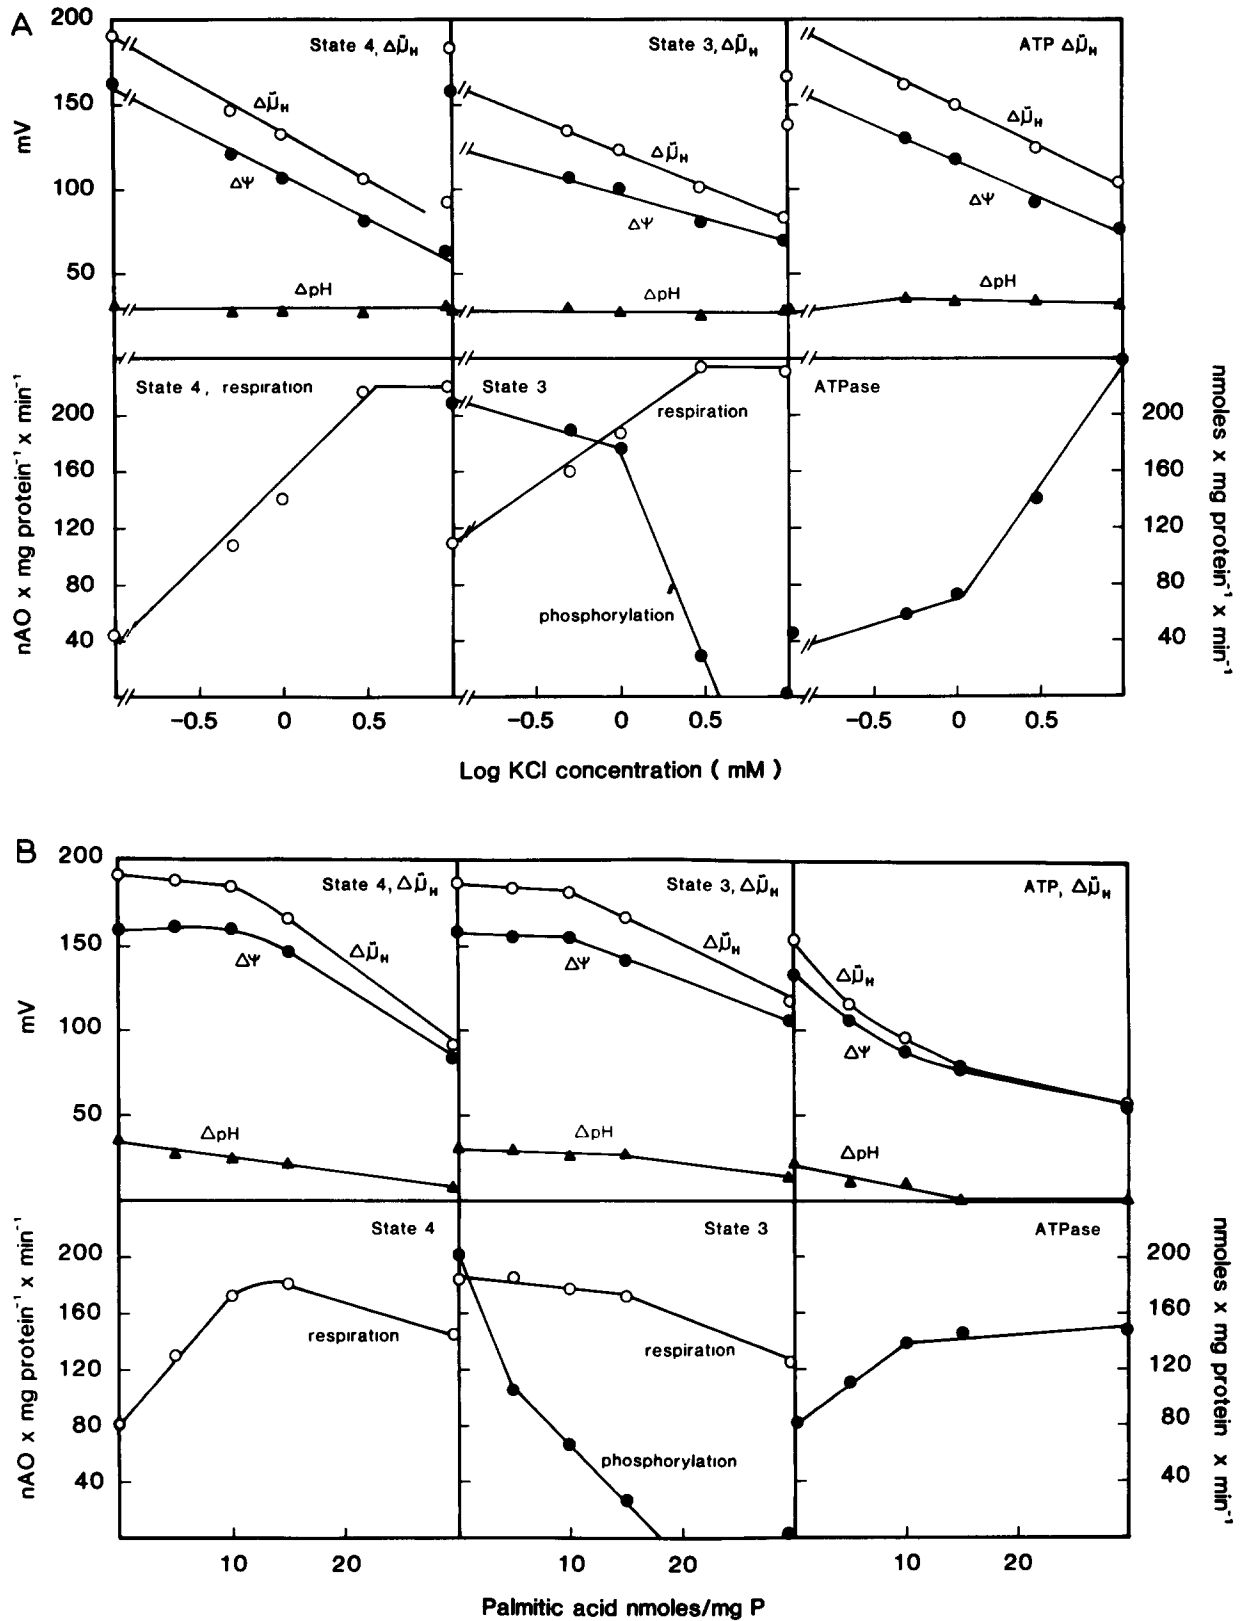 A
200
150
100
50
mV
State 4, Δμ̃H
Δμ̃H
ΔΨ
ΔpH
State 3, Δμ̃H
Δμ̃H
ΔΨ
ΔpH
ATP Δμ̃H
Δμ̃H
ΔΨ
ΔpH
200
160
120
80
40
nAO x mg protein⁻¹ x min⁻¹
State 4, respiration
State 3
respiration
phosphorylation
ATPase
200
160
120
80
40
nmoles x mg protein⁻¹ x min⁻¹
−0.5 0 0.5 −0.5 0 0.5 −0.5 0 0.5
Log KCl concentration ( mM )
B
200
150
100
50
mV
State 4, Δμ̃H
Δμ̃H
ΔΨ
ΔpH
State 3, Δμ̃H
Δμ̃H
ΔΨ
ΔpH
ATP, Δμ̃H
Δμ̃H
ΔΨ
ΔpH
200
160
120
80
40
nAO x mg protein⁻¹ x min⁻¹
State 4
respiration
State 3
respiration
phosphorylation
ATPase
200
160
120
80
40
nmoles x mg protein x min⁻¹
10 20 10 20 10 20
Palmitic acid nmoles/mg P